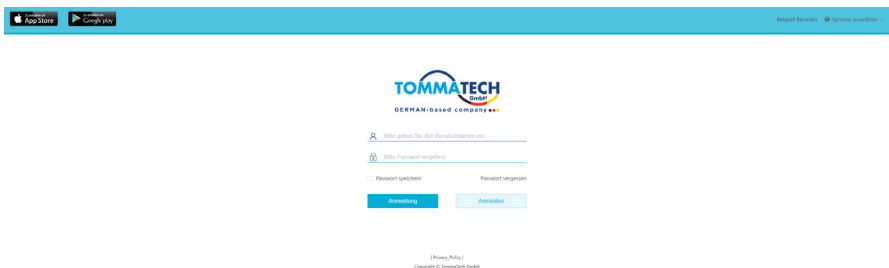 App Store
Google play
Beispiel Benutzer
Sprache auswählen
TOMMATECH
GmbH
GERMAN-based company
Bitte geben Sie den Benutzernamen ein
Bitte Passwort eingeben
Passwort speichern
Passwort vergessen
Anmeldung
Anmelden
| Privacy_Policy |
Copyright © TommaTech GmbH